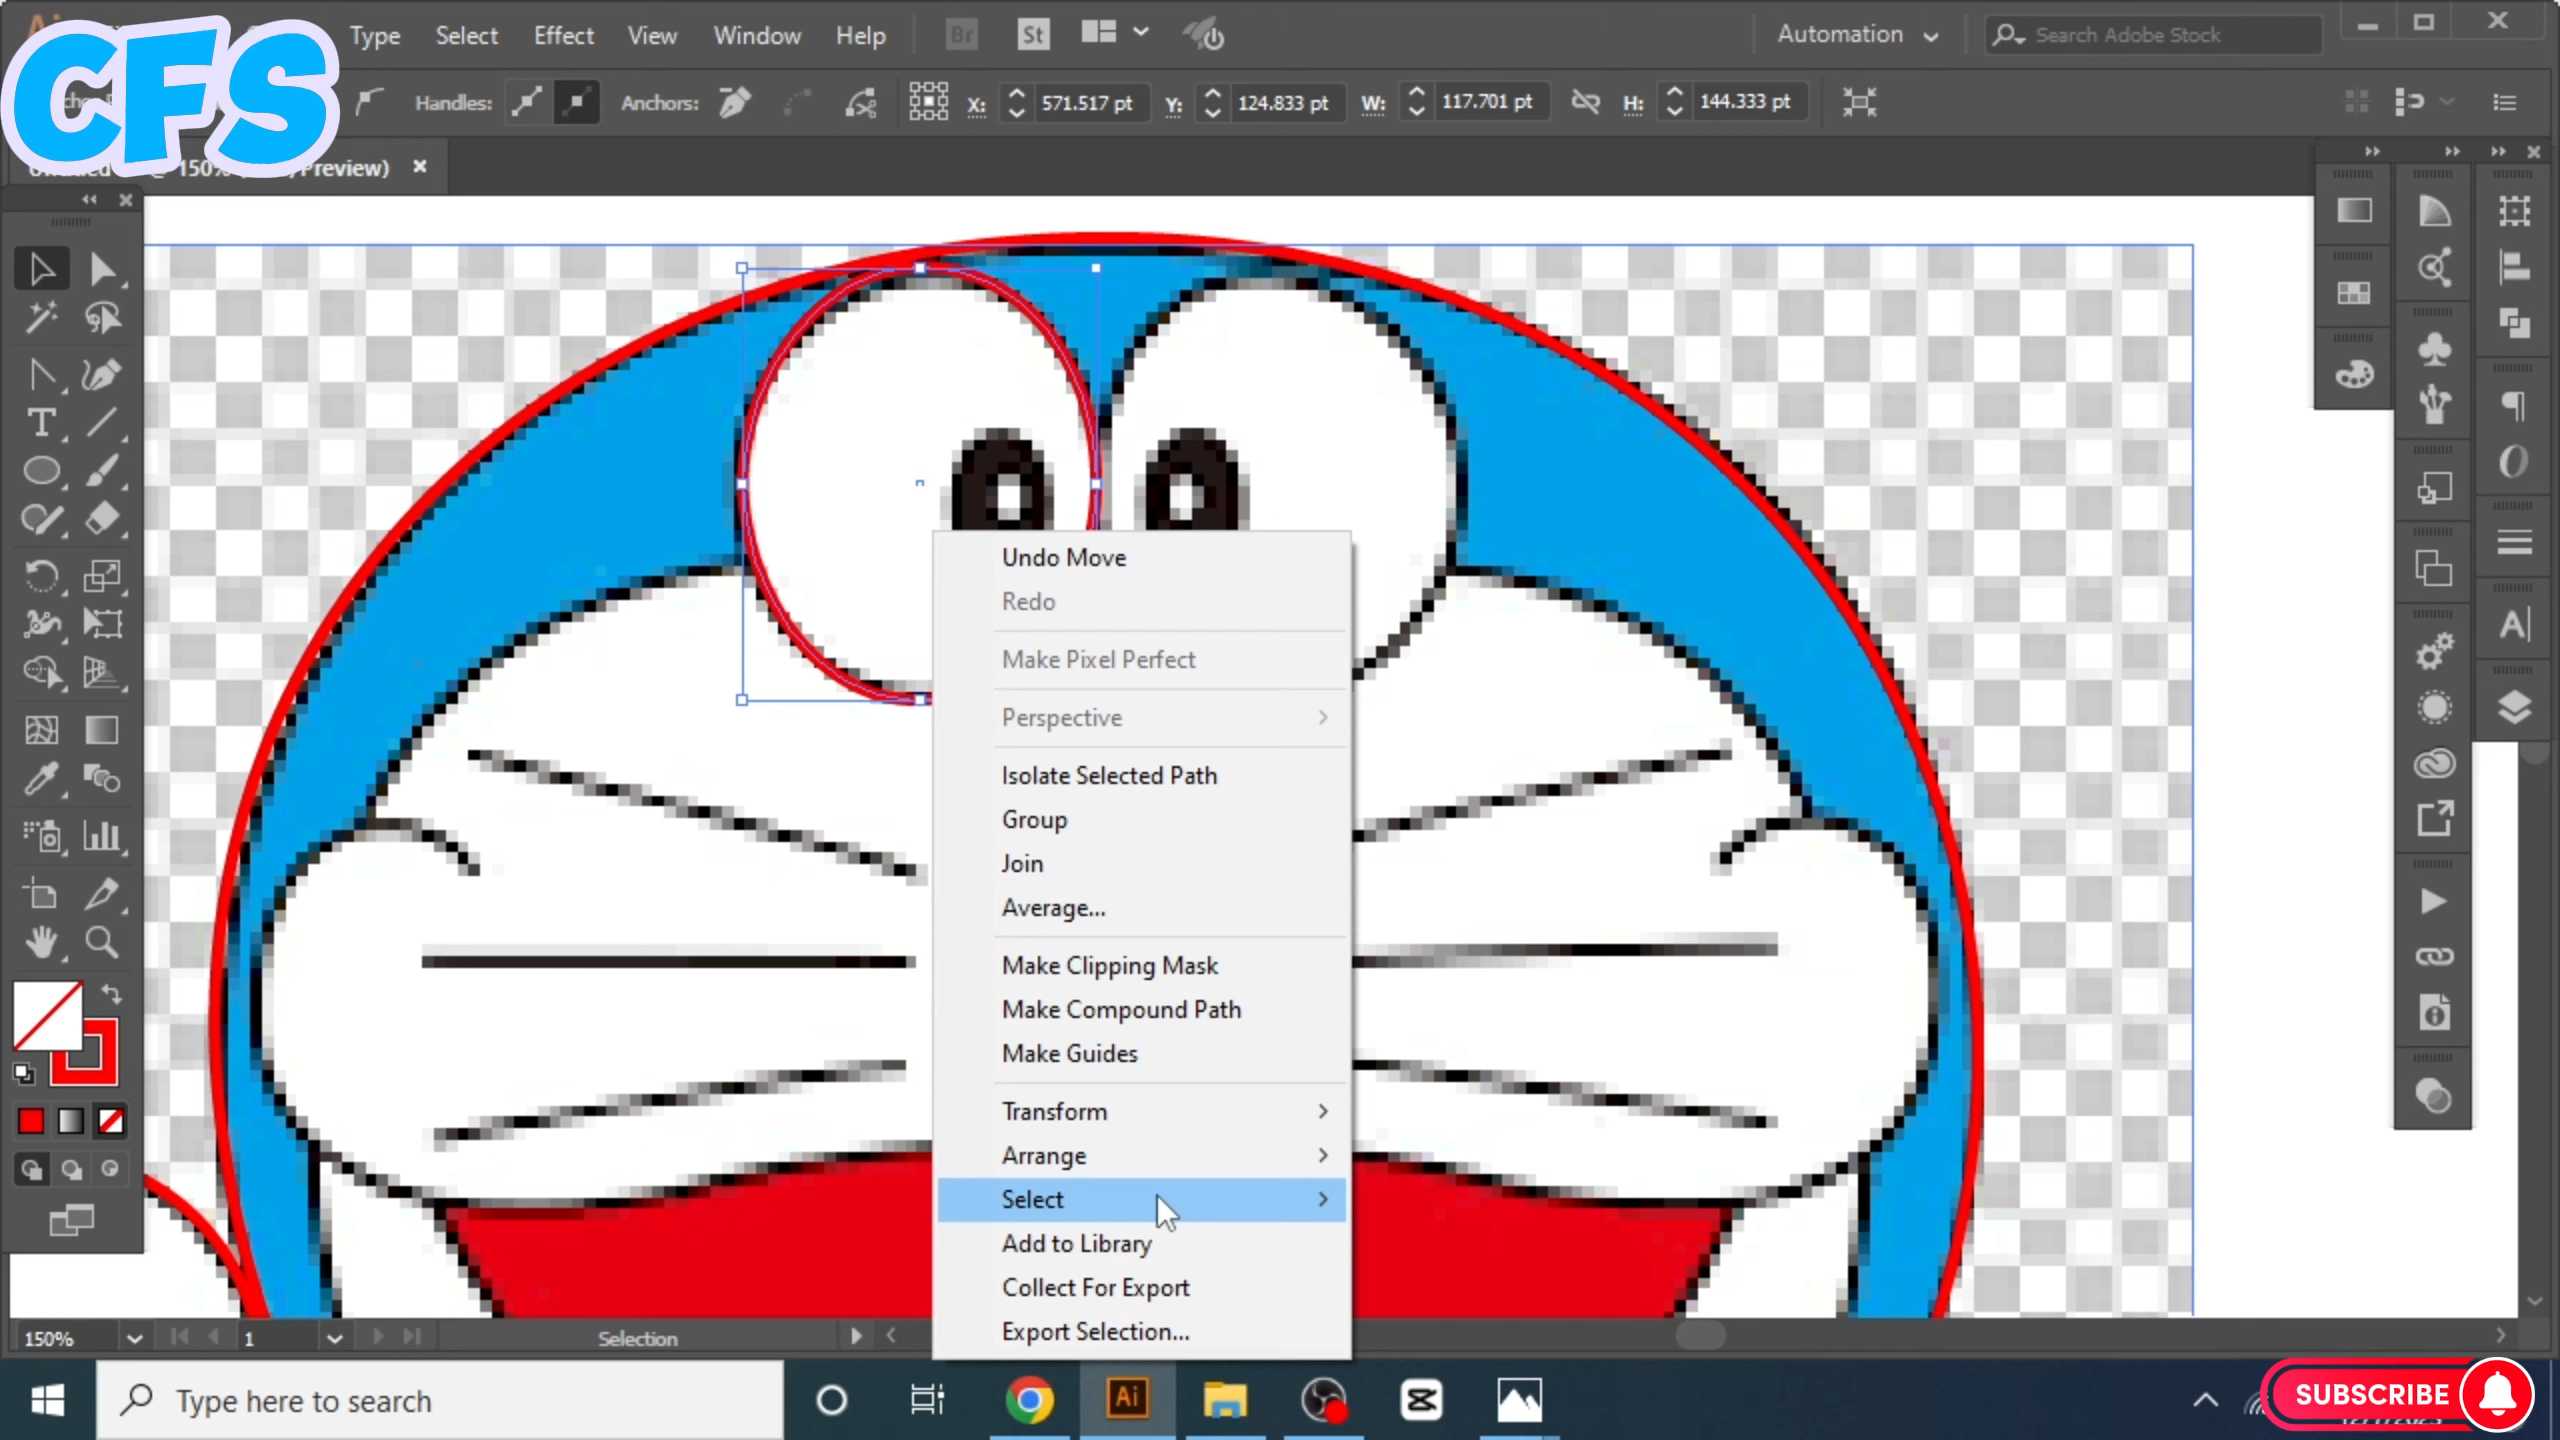 CFS
Type Select Effect View Window Help Br St Automation Search Adobe Stock
Handles: Anchors: X: 571.517 pt Y: 124.833 pt W: 117.701 pt H: 144.333 pt
@ 150% Preview) ×
Undo Move
Redo
Make Pixel Perfect
Perspective
Isolate Selected Path
Group
Join
Average...
Make Clipping Mask
Make Compound Path
Make Guides
Transform
Arrange
Select
Add to Library
Collect For Export
Export Selection...
150% 1 Selection
Type here to search
Ai
SUBSCRIBE